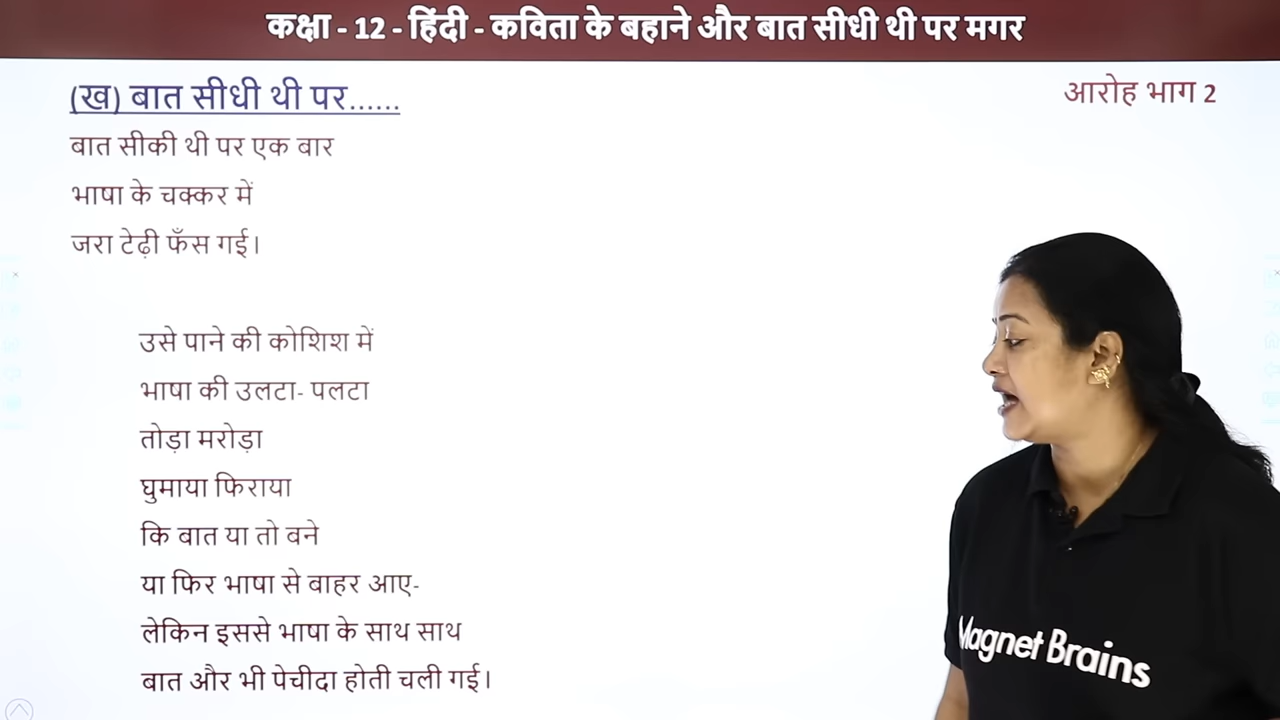 कक्षा - 12 - हिंदी - कविता के बहाने और बात सीधी थी पर मगर
(ख) बात सीधी थी पर......
आरोह भाग 2
बात सीकी थी पर एक बार
भाषा के चक्कर में
जरा टेढ़ी फँस गई।
उसे पाने की कोशिश में
भाषा की उलटा- पलटा
तोड़ा मरोड़ा
घुमाया फिराया
कि वात या तो बने
या फिर भाषा से बाहर आए-
लेकिन इससे भाषा के साथ साथ
बात और भी पेचीदा होती चली गई।
Magnet Brains